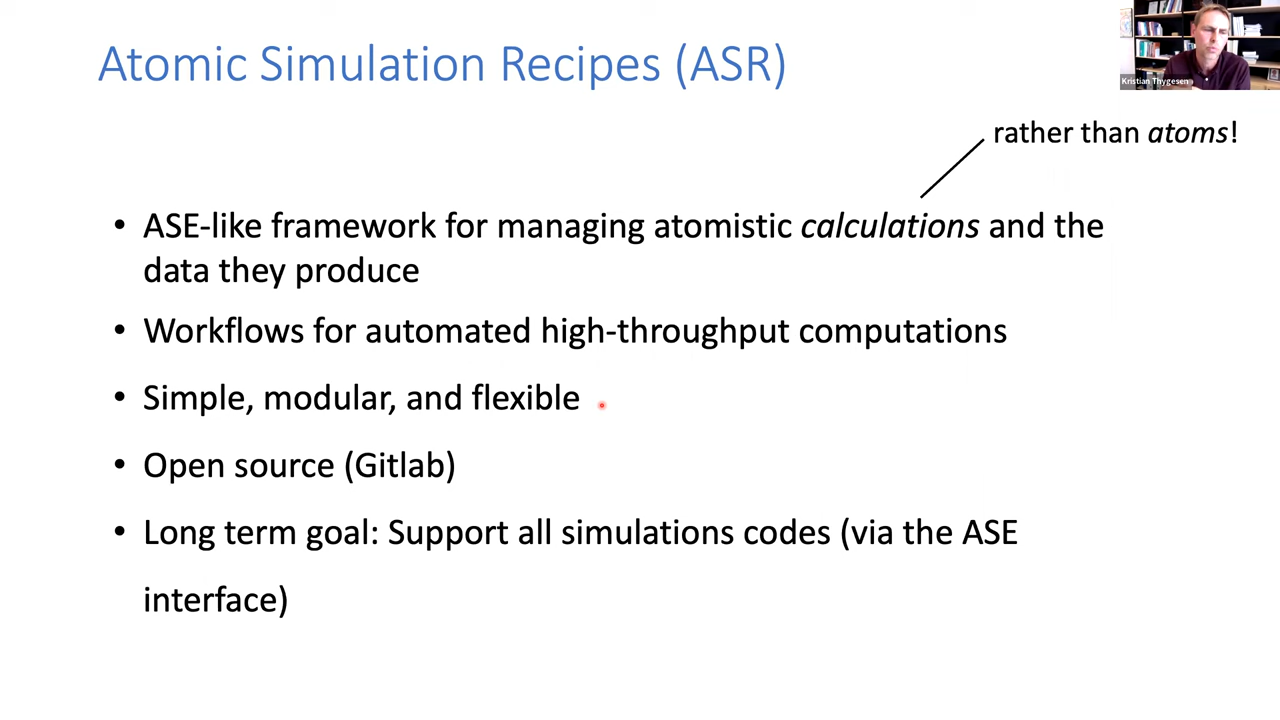 Atomic Simulation Recipes (ASR)
Kristian Thygesen
rather than atoms!
• ASE-like framework for managing atomistic calculations and the
data they produce
• Workflows for automated high-throughput computations
• Simple, modular, and flexible
• Open source (Gitlab)
• Long term goal: Support all simulations codes (via the ASE
interface)